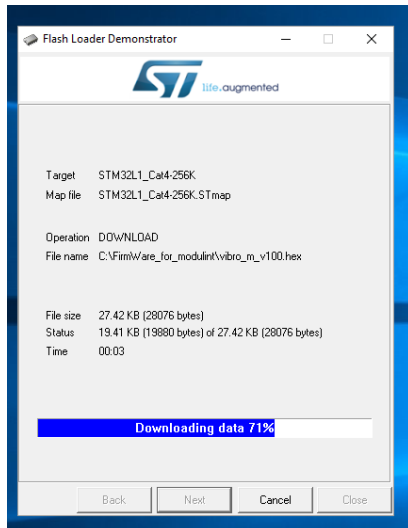 Flash Loader Demonstrator
ST life.augmented
Target STM32L1_Cat4-256K
Map file STM32L1_Cat4-256K.STmap
Operation DOWNLOAD
File name C:\FirmWare_for_modulint\vibro_m_v100.hex
File size 27.42 KB (28076 bytes)
Status 19.41 KB (19880 bytes) of 27.42 KB (28076 bytes)
Time 00:03
Downloading data 71%
Back Next Cancel Close